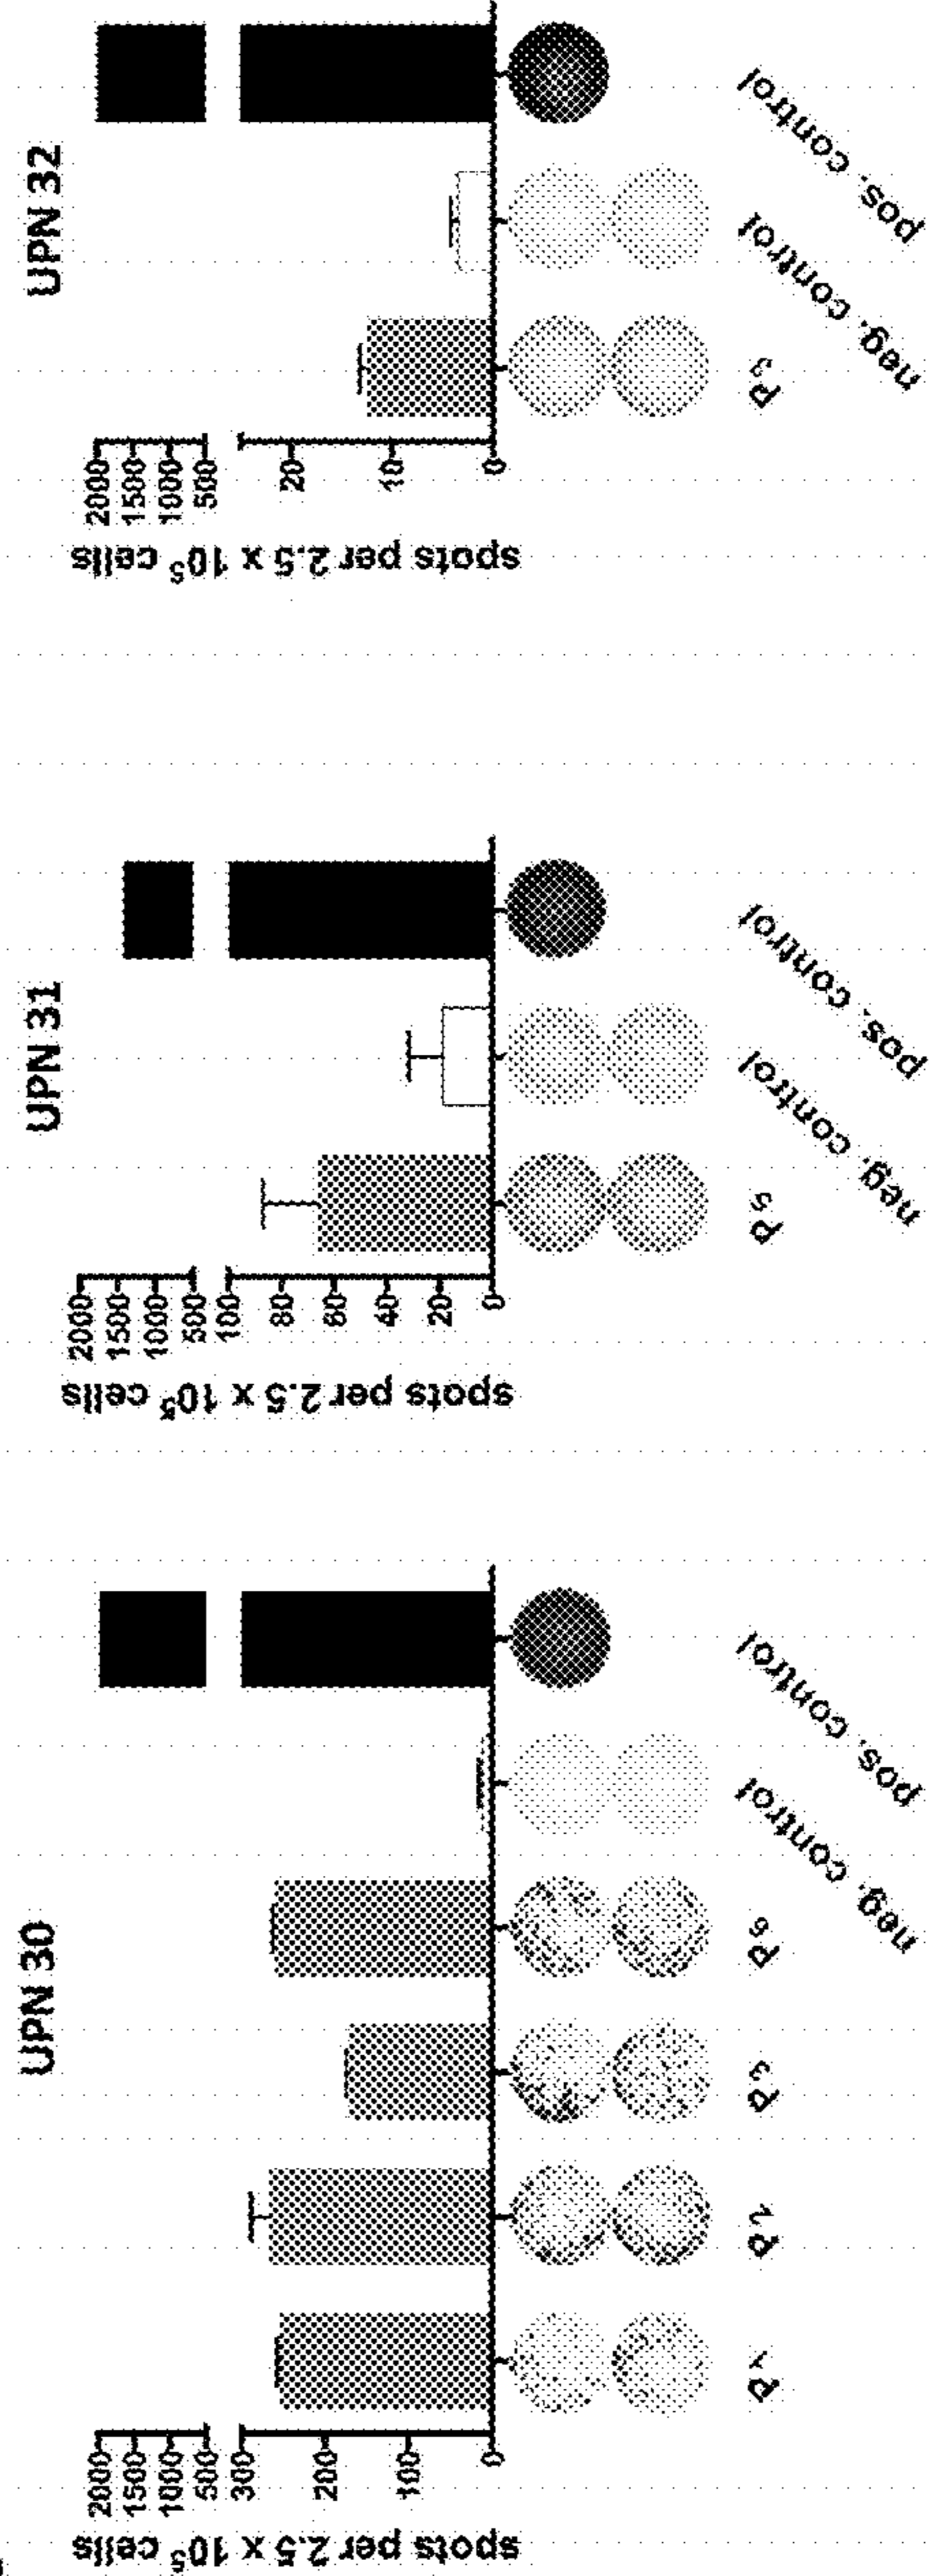 UPN 30
spots per 2.5 x 10⁵ cells
2000
1500
1000
500
300
200
100
0
P₁
P₂
P₃
P₆
neg. control
pos. control
UPN 31
spots per 2.5 x 10⁵ cells
2000
1500
1000
500
100
80
60
40
20
0
P₅
neg. control
pos. control
UPN 32
spots per 2.5 x 10⁵ cells
2000
1500
1000
500
20
10
0
P₃
neg. control
pos. control